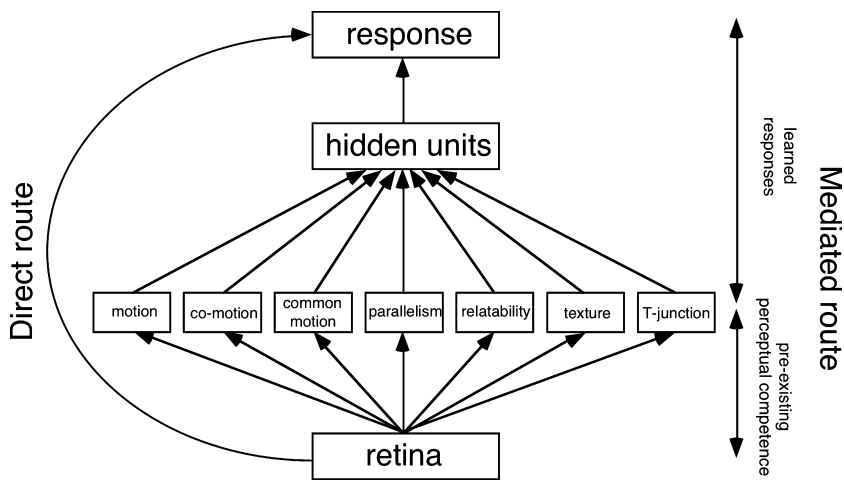 response
hidden units
motion
co-motion
common
motion
parallelism
relatability
texture
T-junction
retina
Direct route
learned
responses
pre-existing
perceptual competence
Mediated route